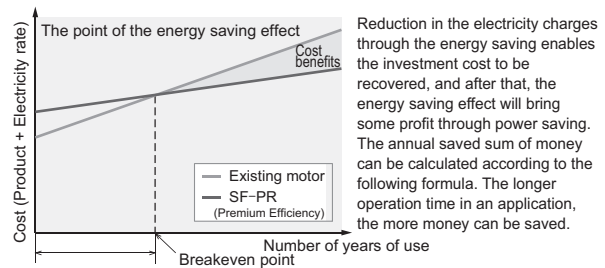 The point of the energy saving effect
Cost
benefits
Cost (Product + Electricity rate)
Existing motor
SF-PR
(Premium Efficiency)
Number of years of use
Breakeven point
Reduction in the electricity charges
through the energy saving enables
the investment cost to be
recovered, and after that, the
energy saving effect will bring
some profit through power saving.
The annual saved sum of money
can be calculated according to the
following formula. The longer
operation time in an application,
the more money can be saved.